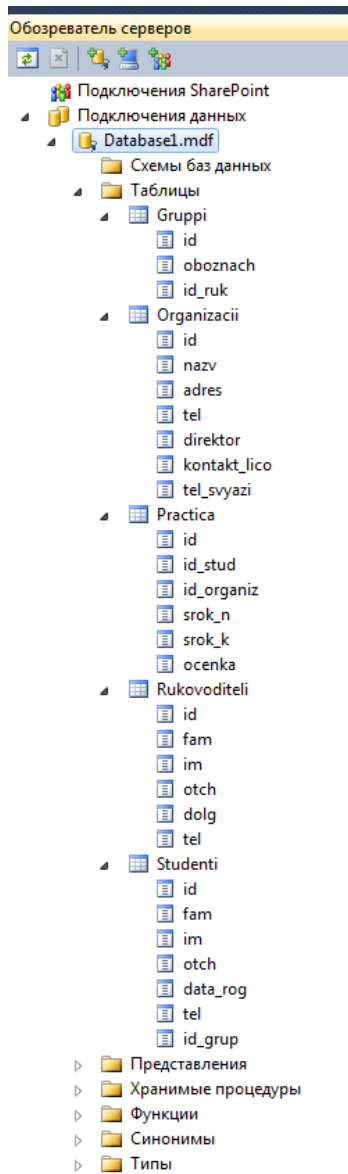 Обозреватель серверов
Подключения SharePoint
Подключения данных
Database1.mdf
Схемы баз данных
Таблицы
Gruppi
id
oboznach
id_ruk
Organizacii
id
nazv
adres
tel
direktor
kontakt_lico
tel_svyazi
Practica
id
id_stud
id_organiz
srok_n
srok_k
ocenka
Rukovoditeli
id
fam
im
otch
dolg
tel
Studenti
id
fam
im
otch
data_rog
tel
id_grup
Представления
Хранимые процедуры
Функции
Синонимы
Типы